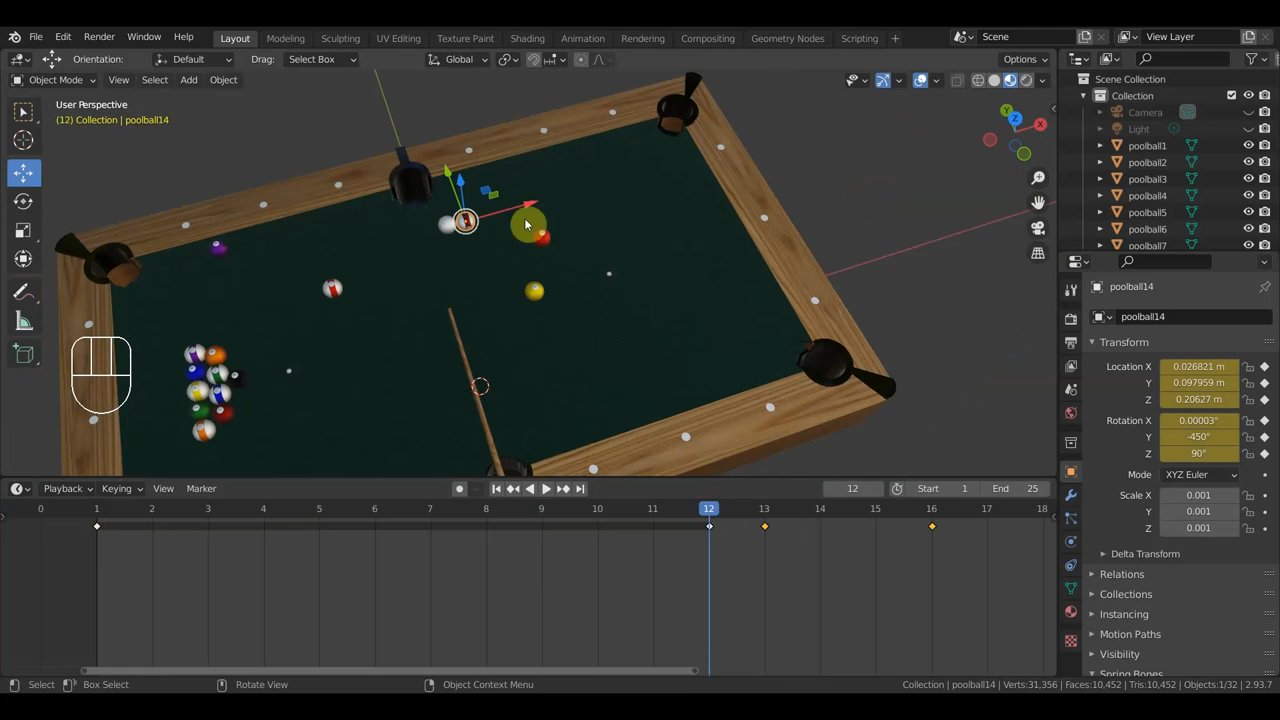 File Edit Render Window Help Layout Modeling Sculpting UV Editing Texture Paint Shading Animation Rendering Compositing Geometry Nodes Scripting + Scene View Layer
Orientation: Default Drag: Select Box Global Options
Object Mode View Select Add Object
User Perspective
(12) Collection | poolball14
Z
Y
X
Scene Collection
Collection
Camera
Light
poolball1
poolball2
poolball3
poolball4
poolball5
poolball6
poolball7
poolball14
poolball14
Transform
Location X 0.026821 m
Y 0.097959 m
Z 0.20627 m
Rotation X 0.00003°
Y -450°
Z 90°
Mode XYZ Euler
Scale X 0.001
Y 0.001
Z 0.001
Delta Transform
Relations
Collections
Instancing
Motion Paths
Visibility
Spring Bones
Playback Keying View Marker 12 Start 1 End 25
0 1 2 3 4 5 6 7 8 9 10 11 12 13 14 15 16 17 18
Select Box Select Rotate View Object Context Menu Collection | poolball14 | Verts:31,356 | Faces:10,452 | Tris:10,452 | Objects:1/32 | 2.93.7